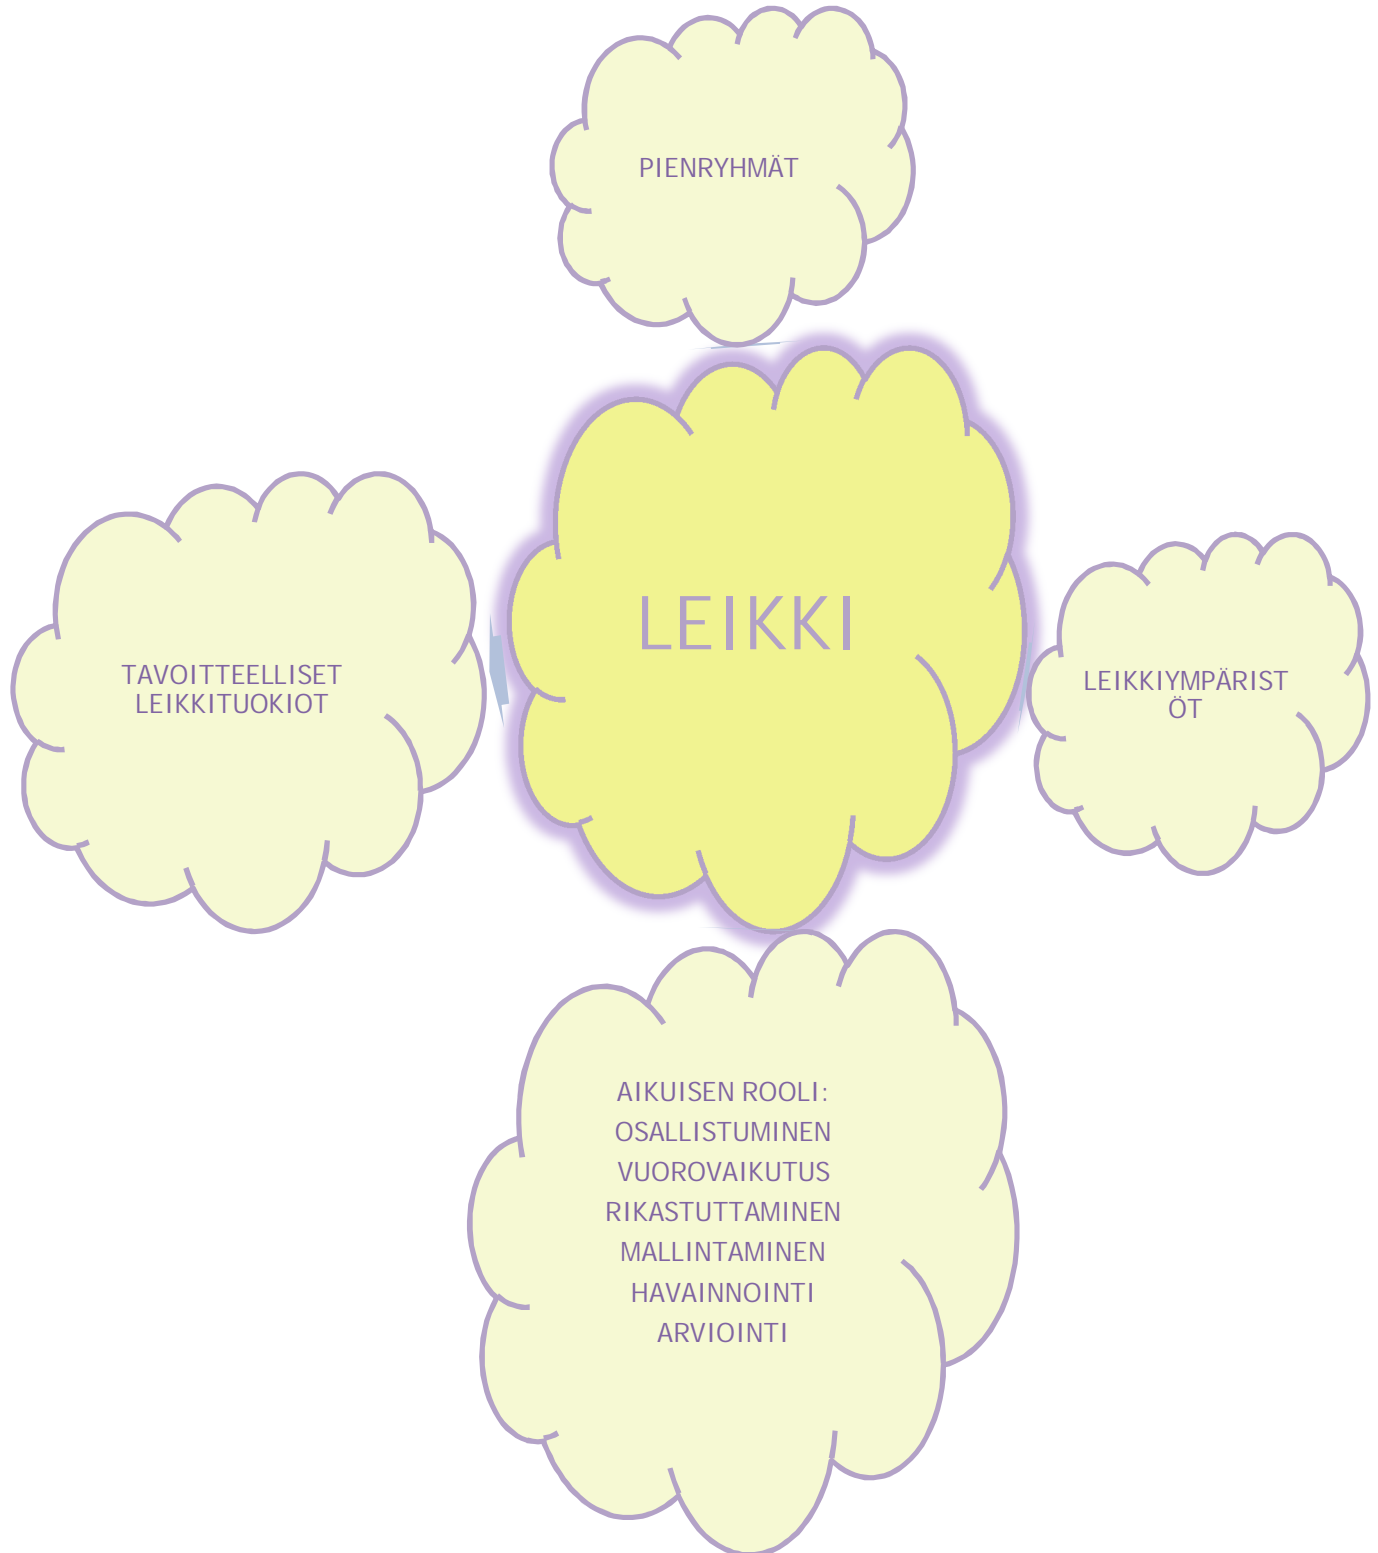 PIENRYHMÄT
LEIKKI
TAVOITTEELLISET
LEIKKITUOKIOT
LEIKKIYMPÄRIST
ÖT
AIKUISEN ROOLI:
OSALLISTUMINEN
VUOROVAIKUTUS
RIKASTUTTAMINEN
MALLINTAMINEN
HAVAINNOINTI
ARVIOINTI